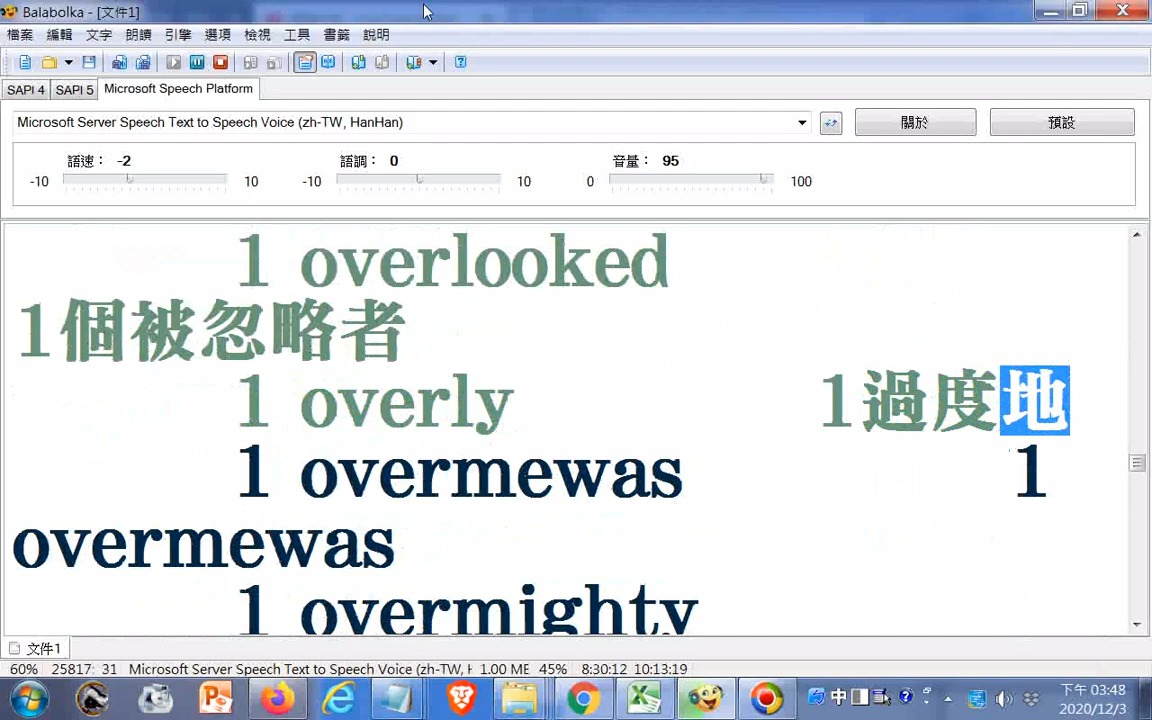 Balabolka - [文件1]
檔案 編輯 文字 朗讀 引擎 選項 檢視 工具 書籤 說明
SAPI 4 SAPI 5 Microsoft Speech Platform
Microsoft Server Speech Text to Speech Voice (zh-TW, HanHan) 關於 預設
語速： -2 語調： 0 音量： 95
-10 10 -10 10 0 100
1 overlooked
1個被忽略者
1 overly 1過度地
1 overmewas 1
overmewas
1 overmighty
文件1
60% 25817: 31 Microsoft Server Speech Text to Speech Voice (zh-TW, H 1.00 ME 45% 8:30:12 10:13:19
中 下午 03:48
2020/12/3